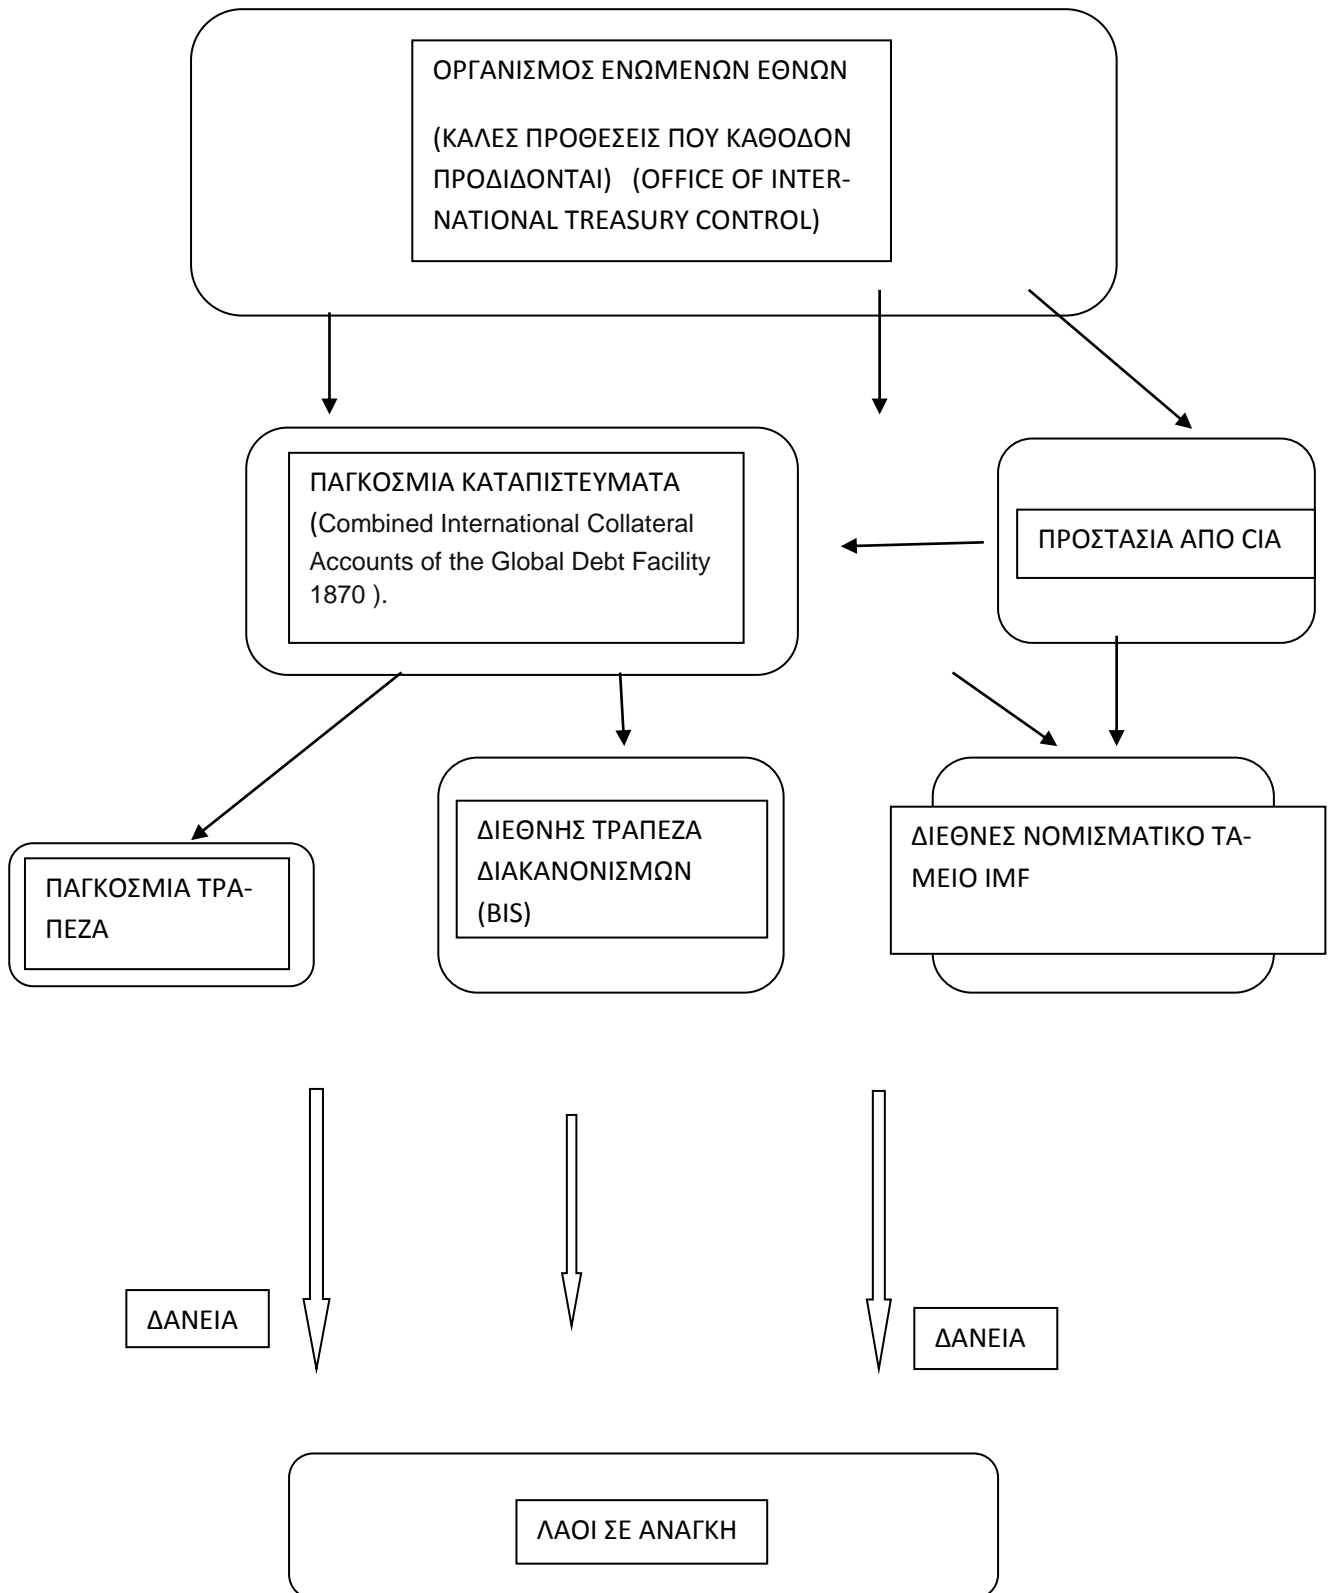 ΟΡΓΑΝΙΣΜΟΣ ΕΝΩΜΕΝΩΝ ΕΘΝΩΝ
(ΚΑΛΕΣ ΠΡΟΘΕΣΕΙΣ ΠΟΥ ΚΑΘΟΔΟΝ
ΠΡΟΔΙΔΟΝΤΑΙ) (OFFICE OF INTER-
NATIONAL TREASURY CONTROL)
ΠΑΓΚΟΣΜΙΑ ΚΑΤΑΠΙΣΤΕΥΜΑΤΑ
(Combined International Collateral
Accounts of the Global Debt Facility
1870 ).
ΠΡΟΣΤΑΣΙΑ ΑΠΟ CIA
ΠΑΓΚΟΣΜΙΑ ΤΡΑ-
ΠΕΖΑ
ΔΙΕΘΝΗΣ ΤΡΑΠΕΖΑ
ΔΙΑΚΑΝΟΝΙΣΜΩΝ
(BIS)
ΔΙΕΘΝΕΣ ΝΟΜΙΣΜΑΤΙΚΟ ΤΑ-
ΜΕΙΟ IMF
ΔΑΝΕΙΑ
ΔΑΝΕΙΑ
ΛΑΟΙ ΣΕ ΑΝΑΓΚΗ